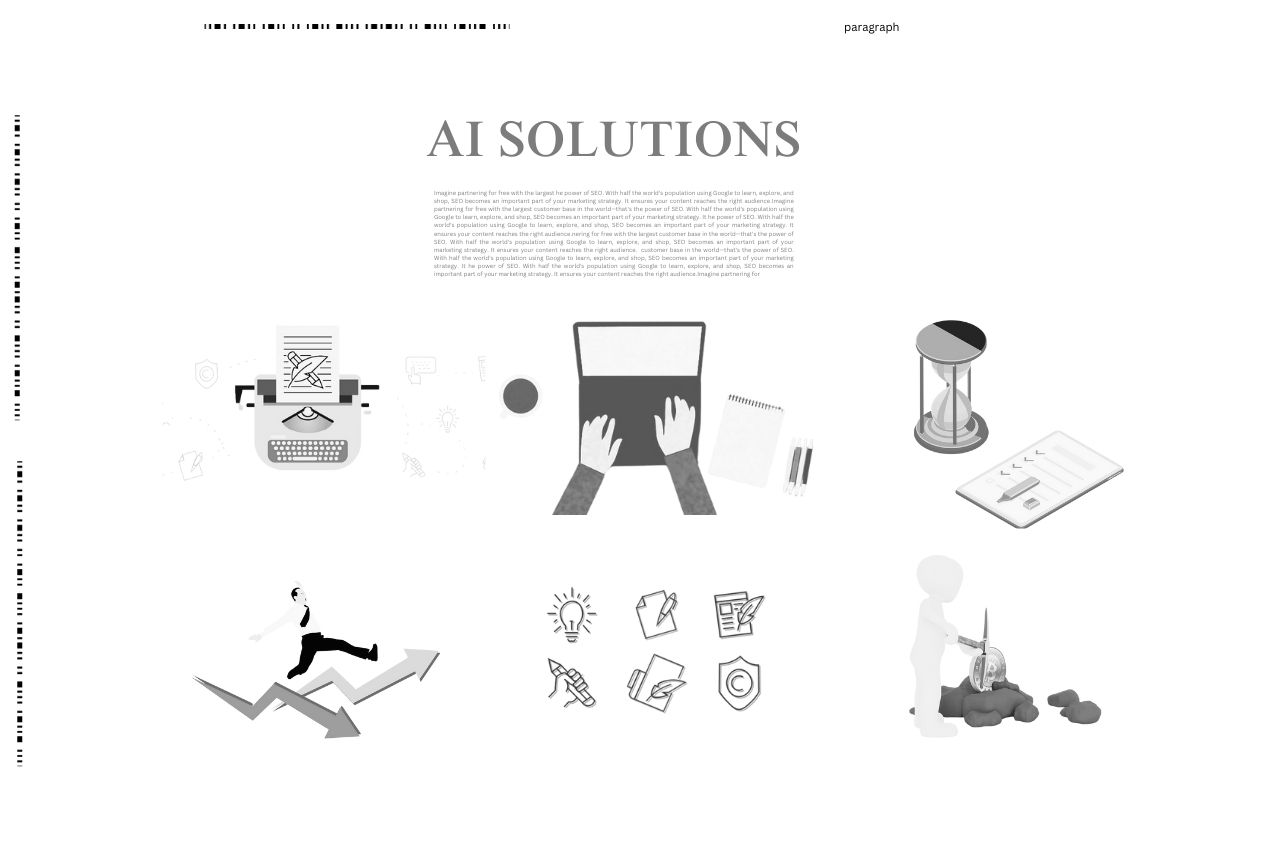 paragraph
AI SOLUTIONS
Imagine partnering for free with the largest he power of SEO. With half the world's population using Google to learn, explore, and
shop, SEO becomes an important part of your marketing strategy. It ensures your content reaches the right audience.Imagine
partnering for free with the largest customer base in the world—that's the power of SEO. With half the world's population using
Google to learn, explore, and shop, SEO becomes an important part of your marketing strategy. It he power of SEO. With half the
world's population using Google to learn, explore, and shop, SEO becomes an important part of your marketing strategy. It
ensures your content reaches the right audience.nering for free with the largest customer base in the world—that's the power of
SEO. With half the world's population using Google to learn, explore, and shop, SEO becomes an important part of your
marketing strategy. It ensures your content reaches the right audience. customer base in the world—that's the power of SEO.
With half the world's population using Google to learn, explore, and shop, SEO becomes an important part of your marketing
strategy. It he power of SEO. With half the world's population using Google to learn, explore, and shop, SEO becomes an
important part of your marketing strategy. It ensures your content reaches the right audience.Imagine partnering for